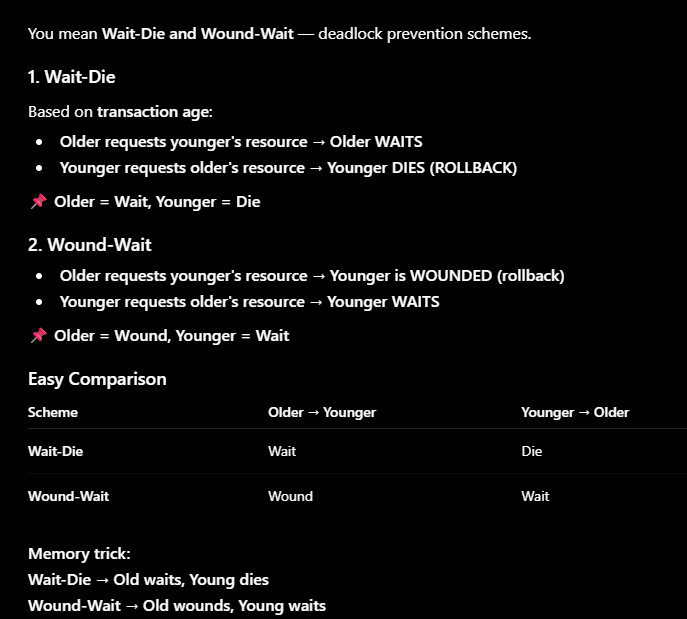 You mean Wait-Die and Wound-Wait — deadlock prevention schemes.
1. Wait-Die
Based on transaction age:
• Older requests younger's resource → Older WAITS
• Younger requests older's resource → Younger DIES (ROLLBACK)
📌 Older = Wait, Younger = Die
2. Wound-Wait
• Older requests younger's resource → Younger is WOUNDED (rollback)
• Younger requests older's resource → Younger WAITS
📌 Older = Wound, Younger = Wait
Easy Comparison
Scheme Older → Younger Younger → Older
Wait-Die Wait Die
Wound-Wait Wound Wait
Memory trick:
Wait-Die → Old waits, Young dies
Wound-Wait → Old wounds, Young waits